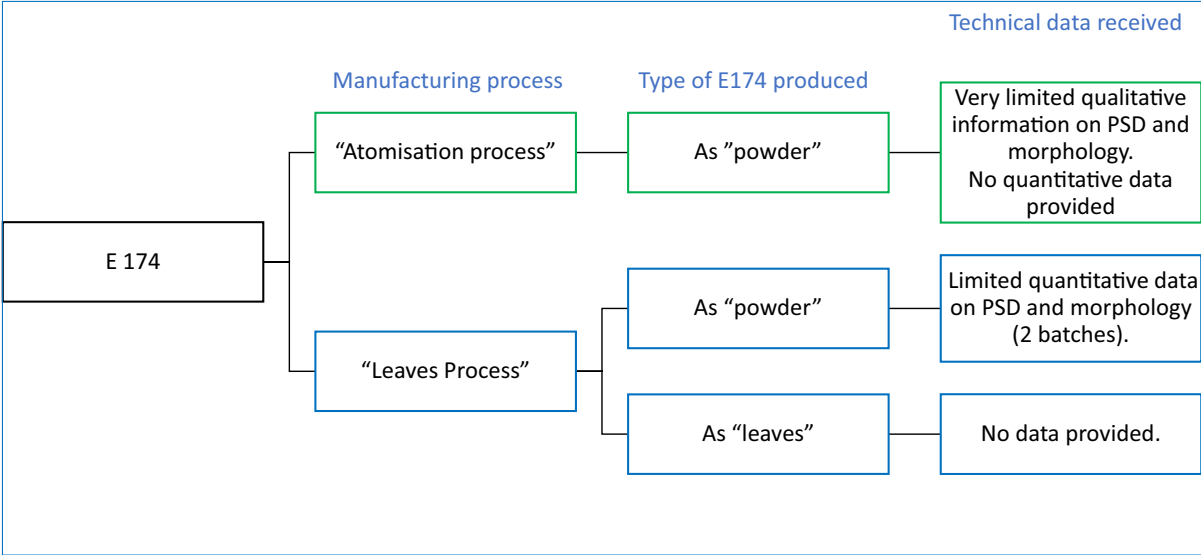 Technical data received
Manufacturing process
Type of E174 produced
“Atomisation process”
As ”powder”
Very limited qualitative
information on PSD and
morphology.
No quantitative data
provided
E 174
“Leaves Process”
As “powder”
Limited quantitative data
on PSD and morphology
(2 batches).
As “leaves”
No data provided.